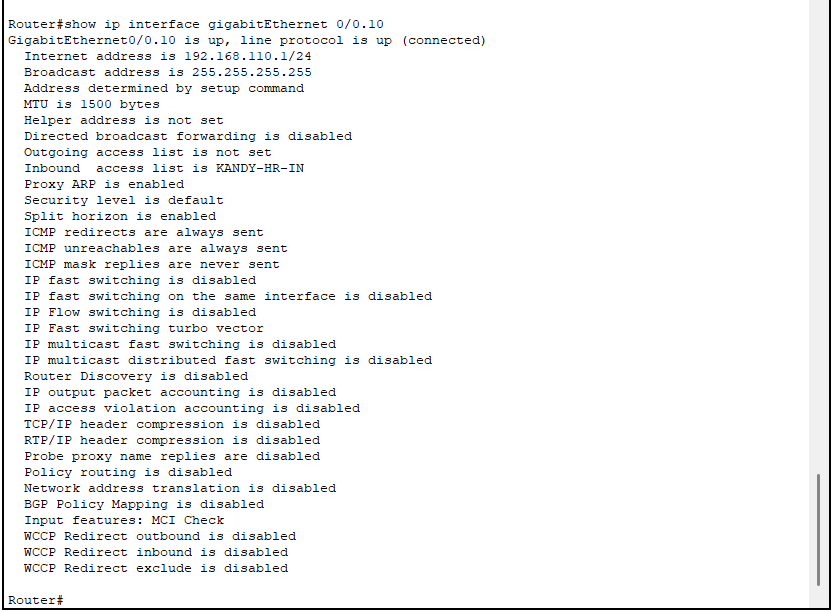 Router#show ip interface gigabitEthernet 0/0.10
GigabitEthernet0/0.10 is up, line protocol is up (connected)
  Internet address is 192.168.110.1/24
  Broadcast address is 255.255.255.255
  Address determined by setup command
  MTU is 1500 bytes
  Helper address is not set
  Directed broadcast forwarding is disabled
  Outgoing access list is not set
  Inbound  access list is KANDY-HR-IN
  Proxy ARP is enabled
  Security level is default
  Split horizon is enabled
  ICMP redirects are always sent
  ICMP unreachables are always sent
  ICMP mask replies are never sent
  IP fast switching is disabled
  IP fast switching on the same interface is disabled
  IP Flow switching is disabled
  IP Fast switching turbo vector
  IP multicast fast switching is disabled
  IP multicast distributed fast switching is disabled
  Router Discovery is disabled
  IP output packet accounting is disabled
  IP access violation accounting is disabled
  TCP/IP header compression is disabled
  RTP/IP header compression is disabled
  Probe proxy name replies are disabled
  Policy routing is disabled
  Network address translation is disabled
  BGP Policy Mapping is disabled
  Input features: MCI Check
  WCCP Redirect outbound is disabled
  WCCP Redirect inbound is disabled
  WCCP Redirect exclude is disabled
Router#